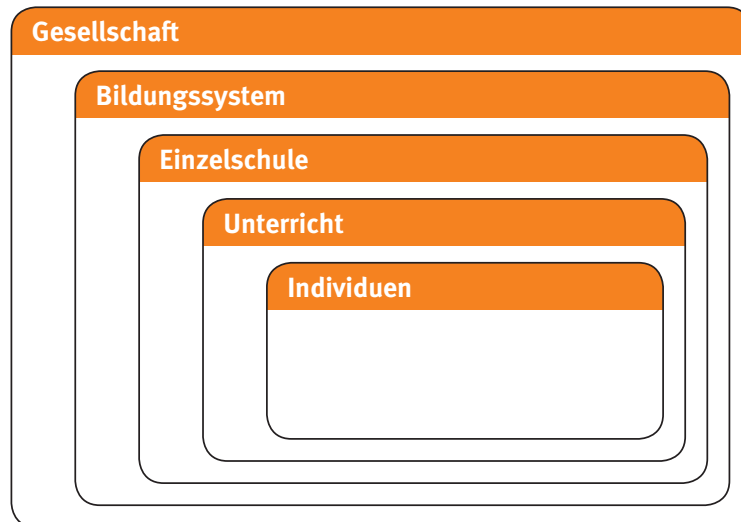 Gesellschaft
Bildungssystem
Einzelschule
Unterricht
Individuen